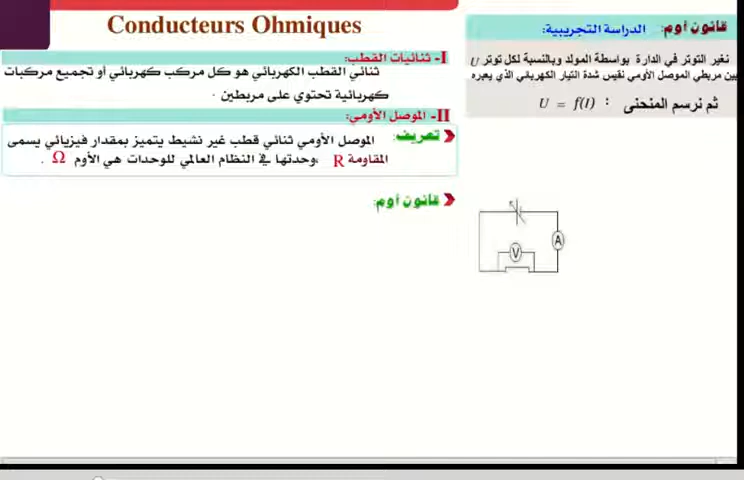 Conducteurs Ohmiques
I- ثنائيات القطب:
ثنائي القطب الكهربائي هو كل مركب كهربائي أو تجميع مركبات
كهربائية تحتوي على مربطين .
II- الموصل الأومي:
تعريف: الموصل الأومي ثنائي قطب غير نشيط يتميز بمقدار فيزيائي يسمى
المقاومة R ،وحدتها في النظام العالمي للوحدات هي الأوم Ω .
قانون أوم:
قانون أوم: الدراسة التجريبية:
نغير التوتر في الدارة بواسطة المولد وبالنسبة لكل توتر U
بين مربطي الموصل الأومي نقيس شدة التيار الكهربائي الذي يعبره
ثم نرسم المنحنى : U = f(I)
A
V